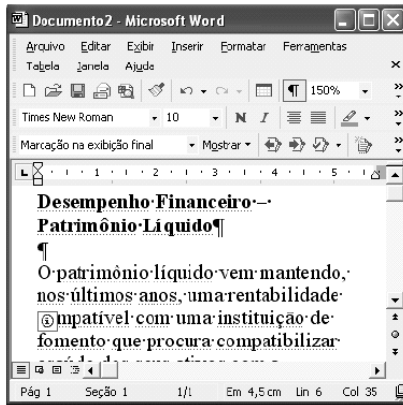 Documento2 - Microsoft Word
Arquivo Editar Exibir Inserir Formatar Ferramentas
Tabela Janela Ajuda
¶ 150%
Times New Roman 10 N I
Marcação na exibição final Mostrar
1 2 3 4 5
Desempenho·Financeiro·–·
Patrimônio·Líquido¶
¶
O·patrimônio·líquido·vem·mantendo,·
nos·últimos·anos,·uma·rentabilidade·
mpatível·com·uma·instituição·de·
fomento·que·procura·compatibilizar·
Pág 1 Seção 1 1/1 Em 4,5 cm Lin 6 Col 35